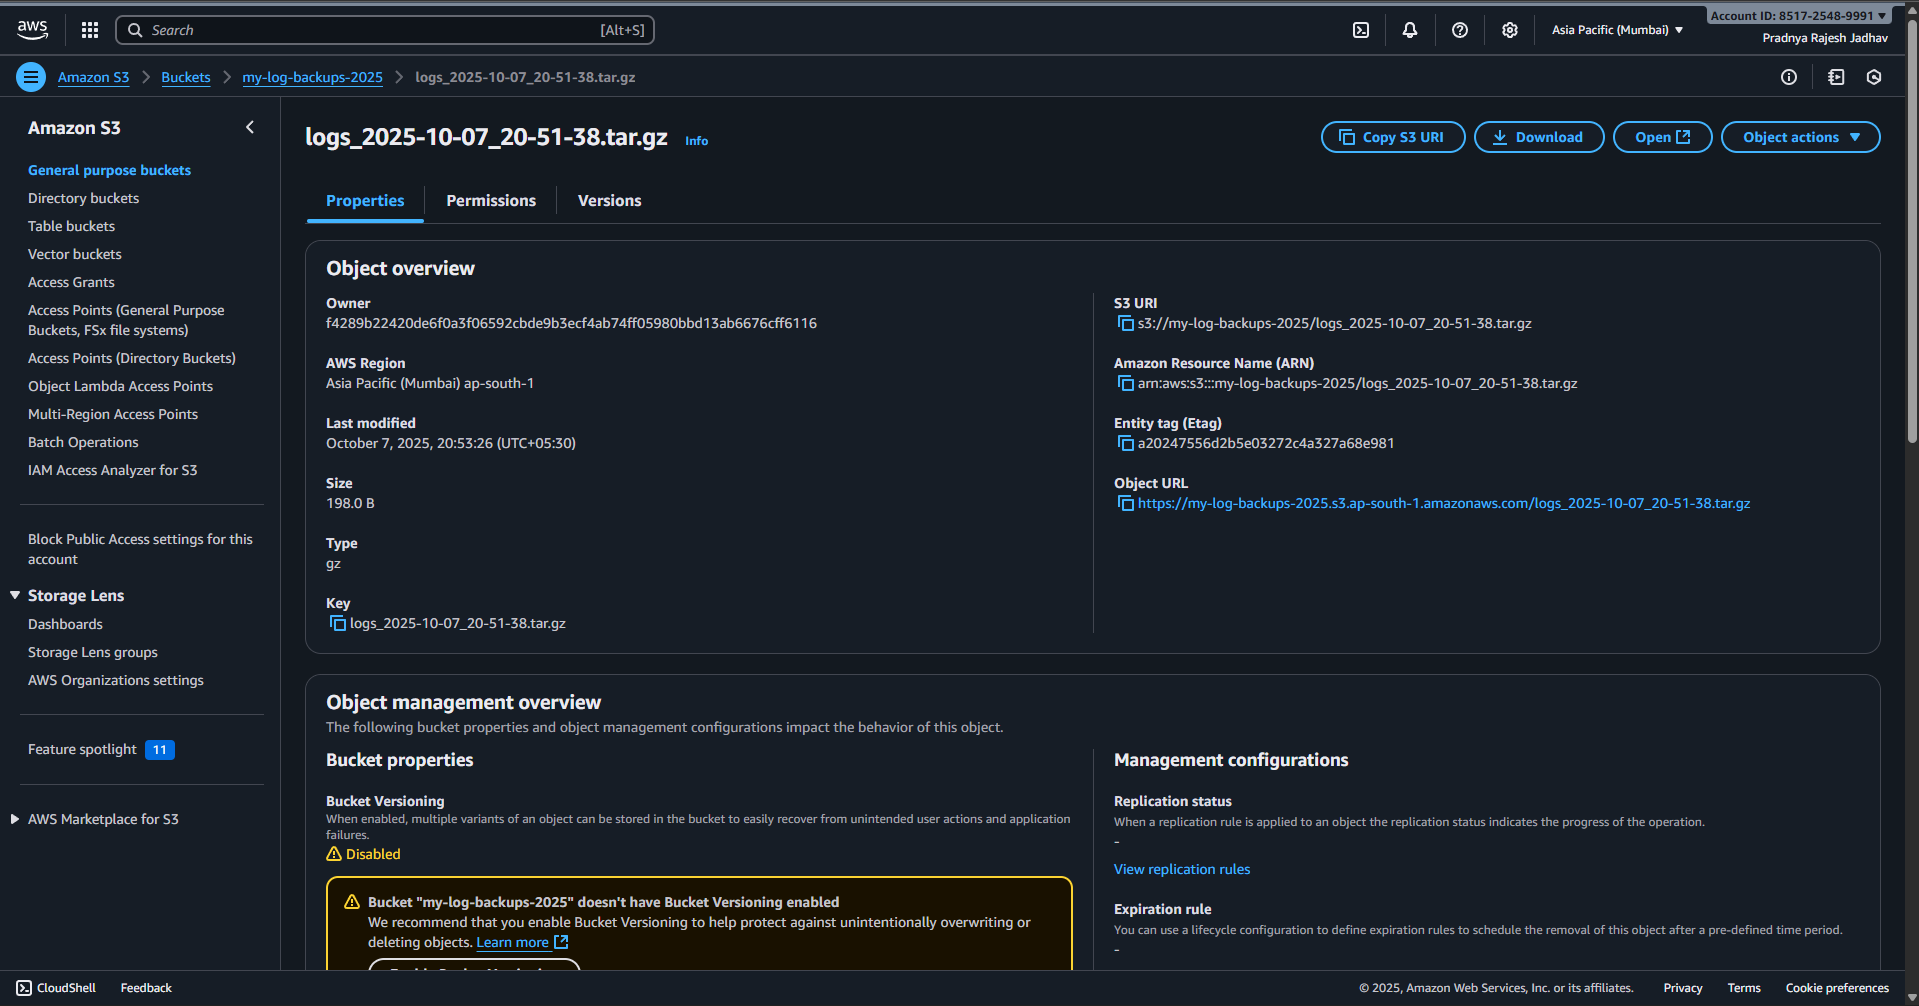 aws
Search
[Alt+S]
Asia Pacific (Mumbai)
Account ID: 8517-2548-9991
Pradnya Rajesh Jadhav
Amazon S3
Buckets
my-log-backups-2025
logs_2025-10-07_20-51-38.tar.gz
Amazon S3
General purpose buckets
Directory buckets
Table buckets
Vector buckets
Access Grants
Access Points (General Purpose
Buckets, FSx file systems)
Access Points (Directory Buckets)
Object Lambda Access Points
Multi-Region Access Points
Batch Operations
IAM Access Analyzer for S3
Block Public Access settings for this
account
Storage Lens
Dashboards
Storage Lens groups
AWS Organizations settings
Feature spotlight 11
AWS Marketplace for S3
logs_2025-10-07_20-51-38.tar.gz Info
Copy S3 URI
Download
Open
Object actions
Properties
Permissions
Versions
Object overview
Owner
f4289b22420de6f0a3f06592cbde9b3ecf4ab74ff05980bbd13ab6676cff6116
AWS Region
Asia Pacific (Mumbai) ap-south-1
Last modified
October 7, 2025, 20:53:26 (UTC+05:30)
Size
198.0 B
Type
gz
Key
logs_2025-10-07_20-51-38.tar.gz
S3 URI
s3://my-log-backups-2025/logs_2025-10-07_20-51-38.tar.gz
Amazon Resource Name (ARN)
arn:aws:s3:::my-log-backups-2025/logs_2025-10-07_20-51-38.tar.gz
Entity tag (Etag)
a20247556d2b5e03272c4a327a68e981
Object URL
https://my-log-backups-2025.s3.ap-south-1.amazonaws.com/logs_2025-10-07_20-51-38.tar.gz
Object management overview
The following bucket properties and object management configurations impact the behavior of this object.
Bucket properties
Bucket Versioning
When enabled, multiple variants of an object can be stored in the bucket to easily recover from unintended user actions and application
failures.
Disabled
Bucket "my-log-backups-2025" doesn't have Bucket Versioning enabled
We recommend that you enable Bucket Versioning to help protect against unintentionally overwriting or
deleting objects. Learn more
Management configurations
Replication status
When a replication rule is applied to an object the replication status indicates the progress of the operation.
-
View replication rules
Expiration rule
You can use a lifecycle configuration to define expiration rules to schedule the removal of this object after a pre-defined time period.
-
CloudShell
Feedback
© 2025, Amazon Web Services, Inc. or its affiliates.
Privacy
Terms
Cookie preferences